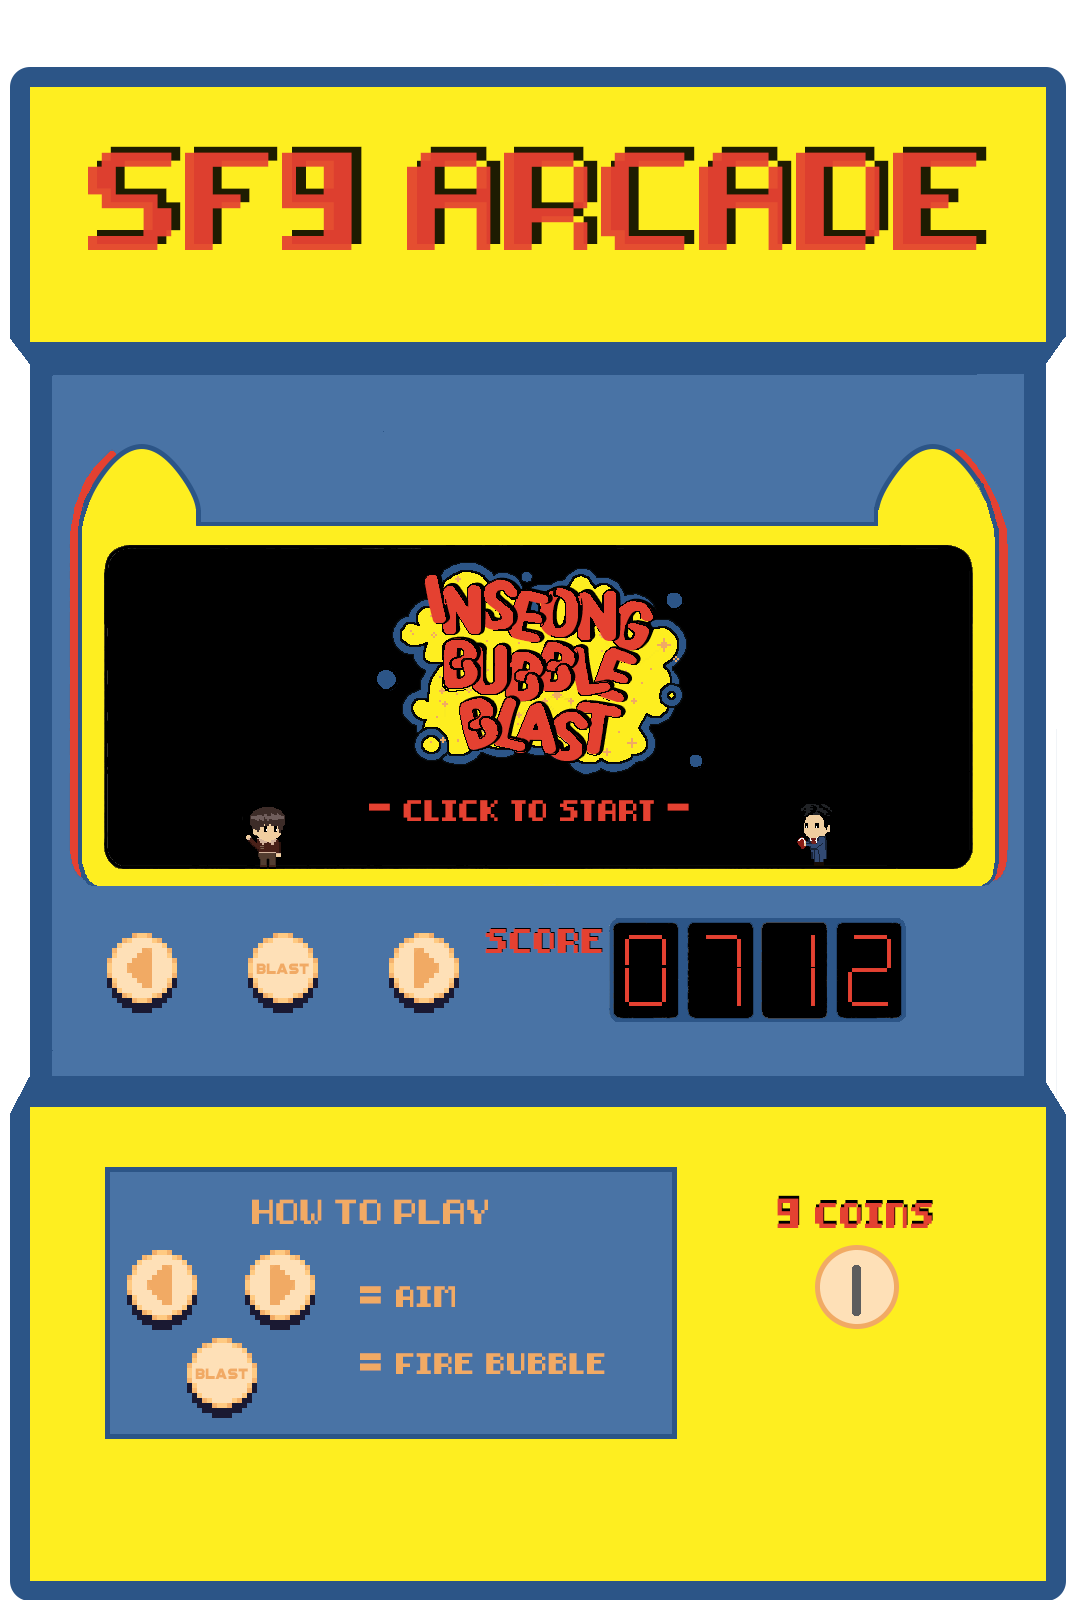 SF9 ARCADE
INSEONG
BUBBLE
BLAST
- CLICK TO START -
BLAST
SCORE
0712
HOW TO PLAY
= AIM
BLAST
= FIRE BUBBLE
9 COINS